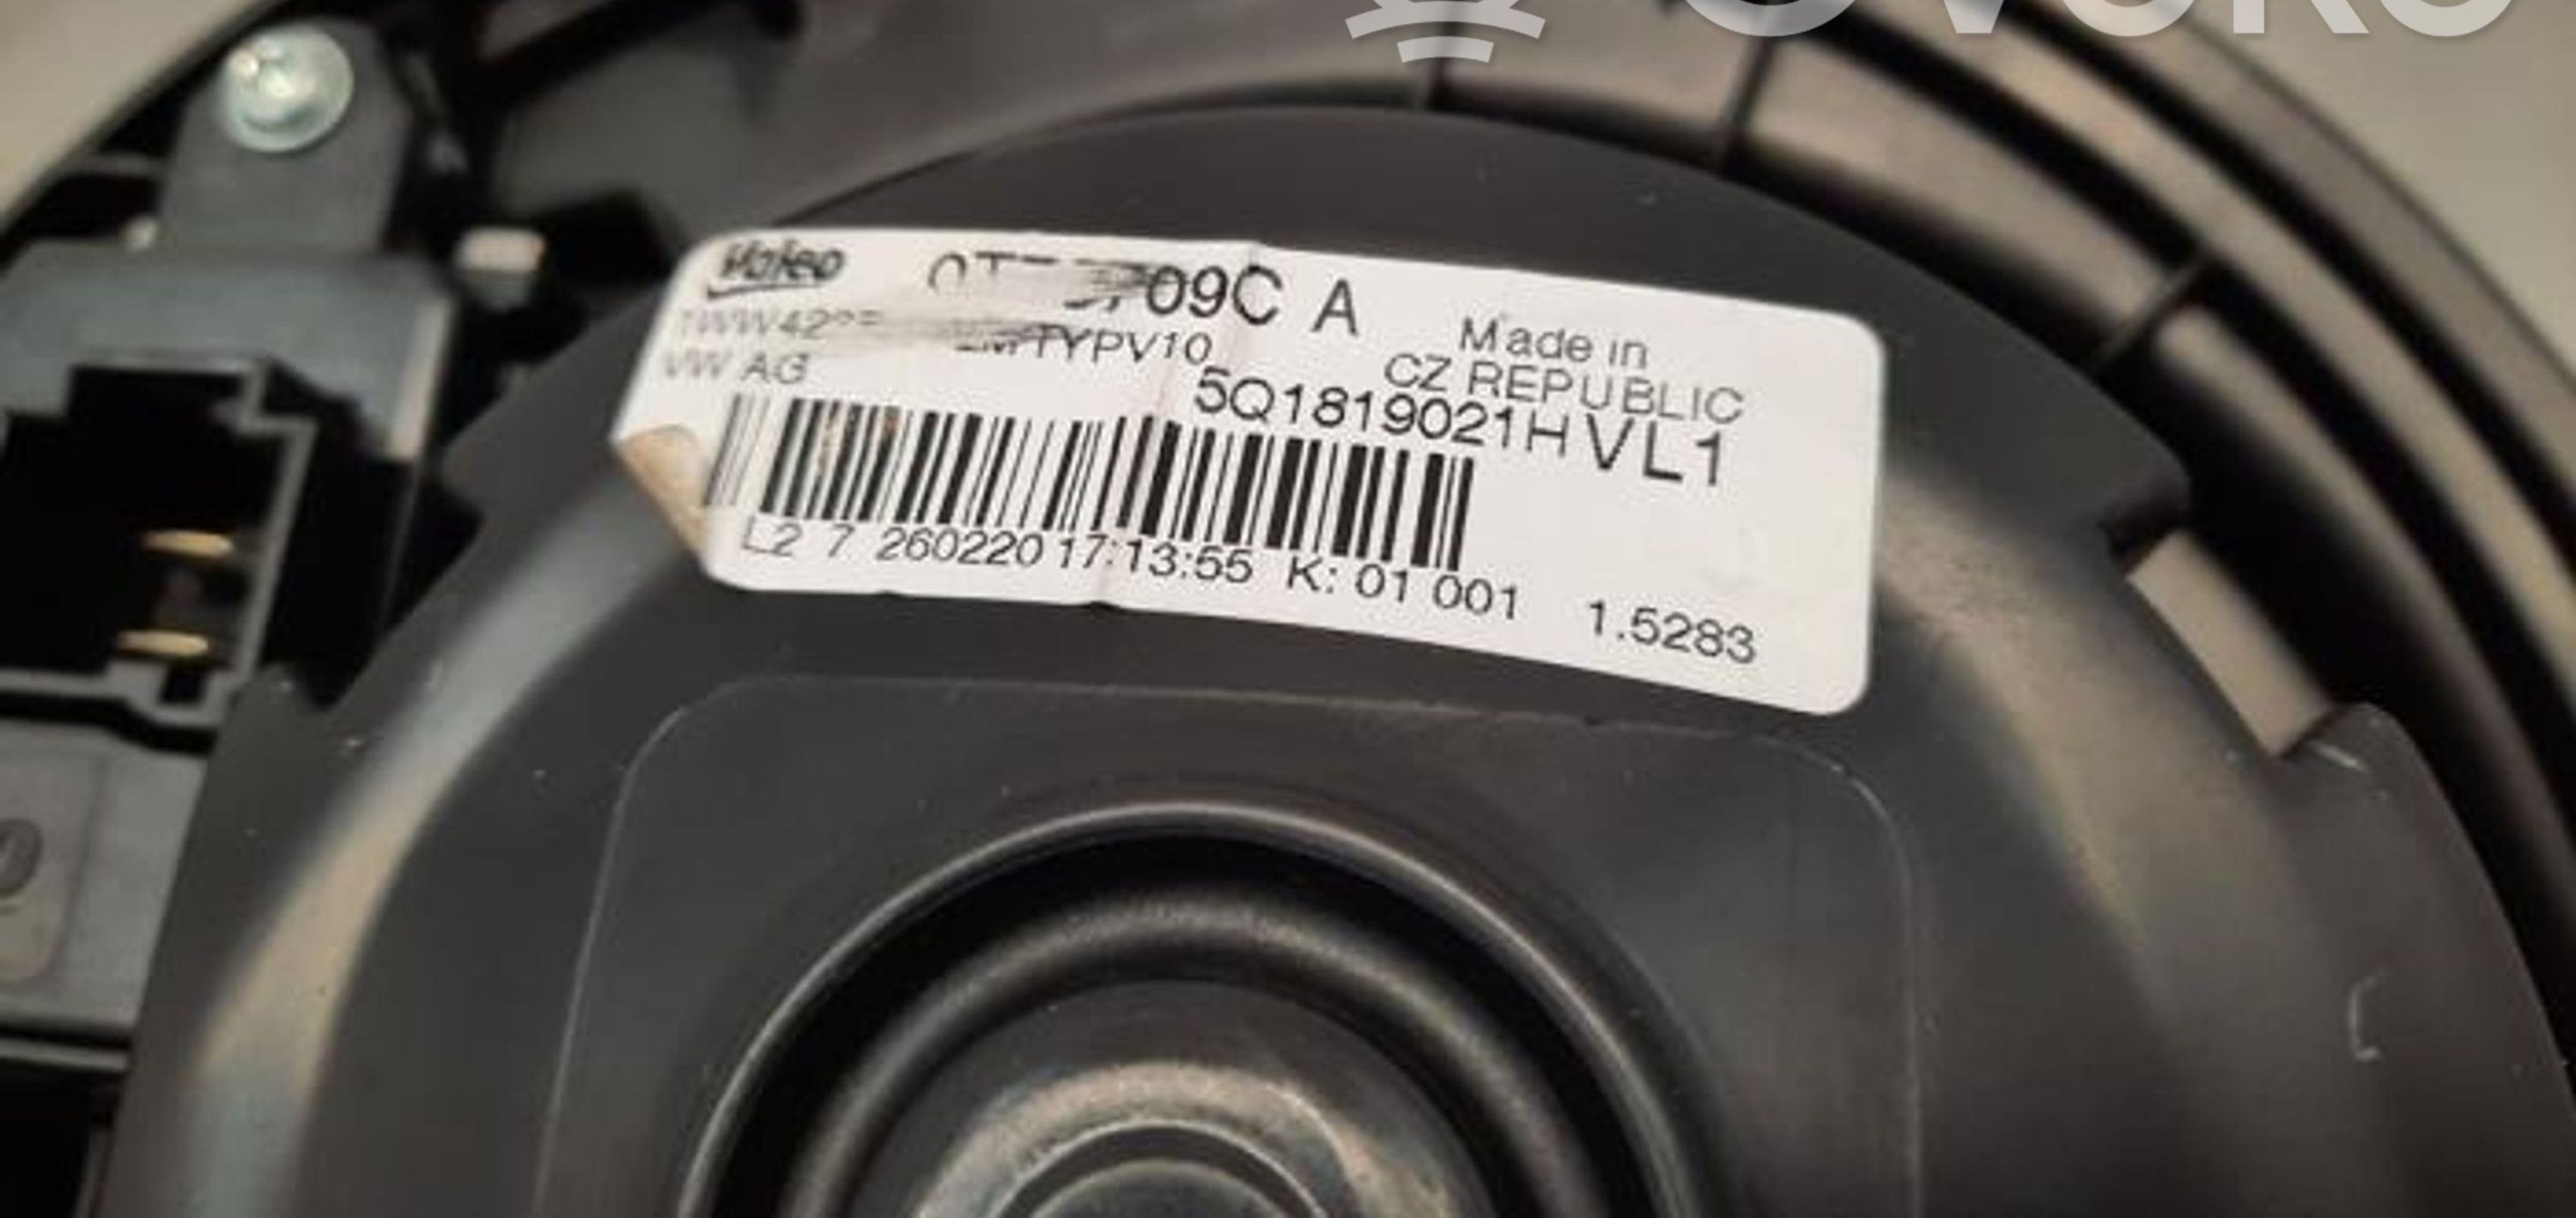 Valeo
09C A
TYPV10
Made in
VW AG
CZ REPUBLIC
5Q1819021H VL1
L2 7 260220 17:13:55 K: 01 001 1.5283